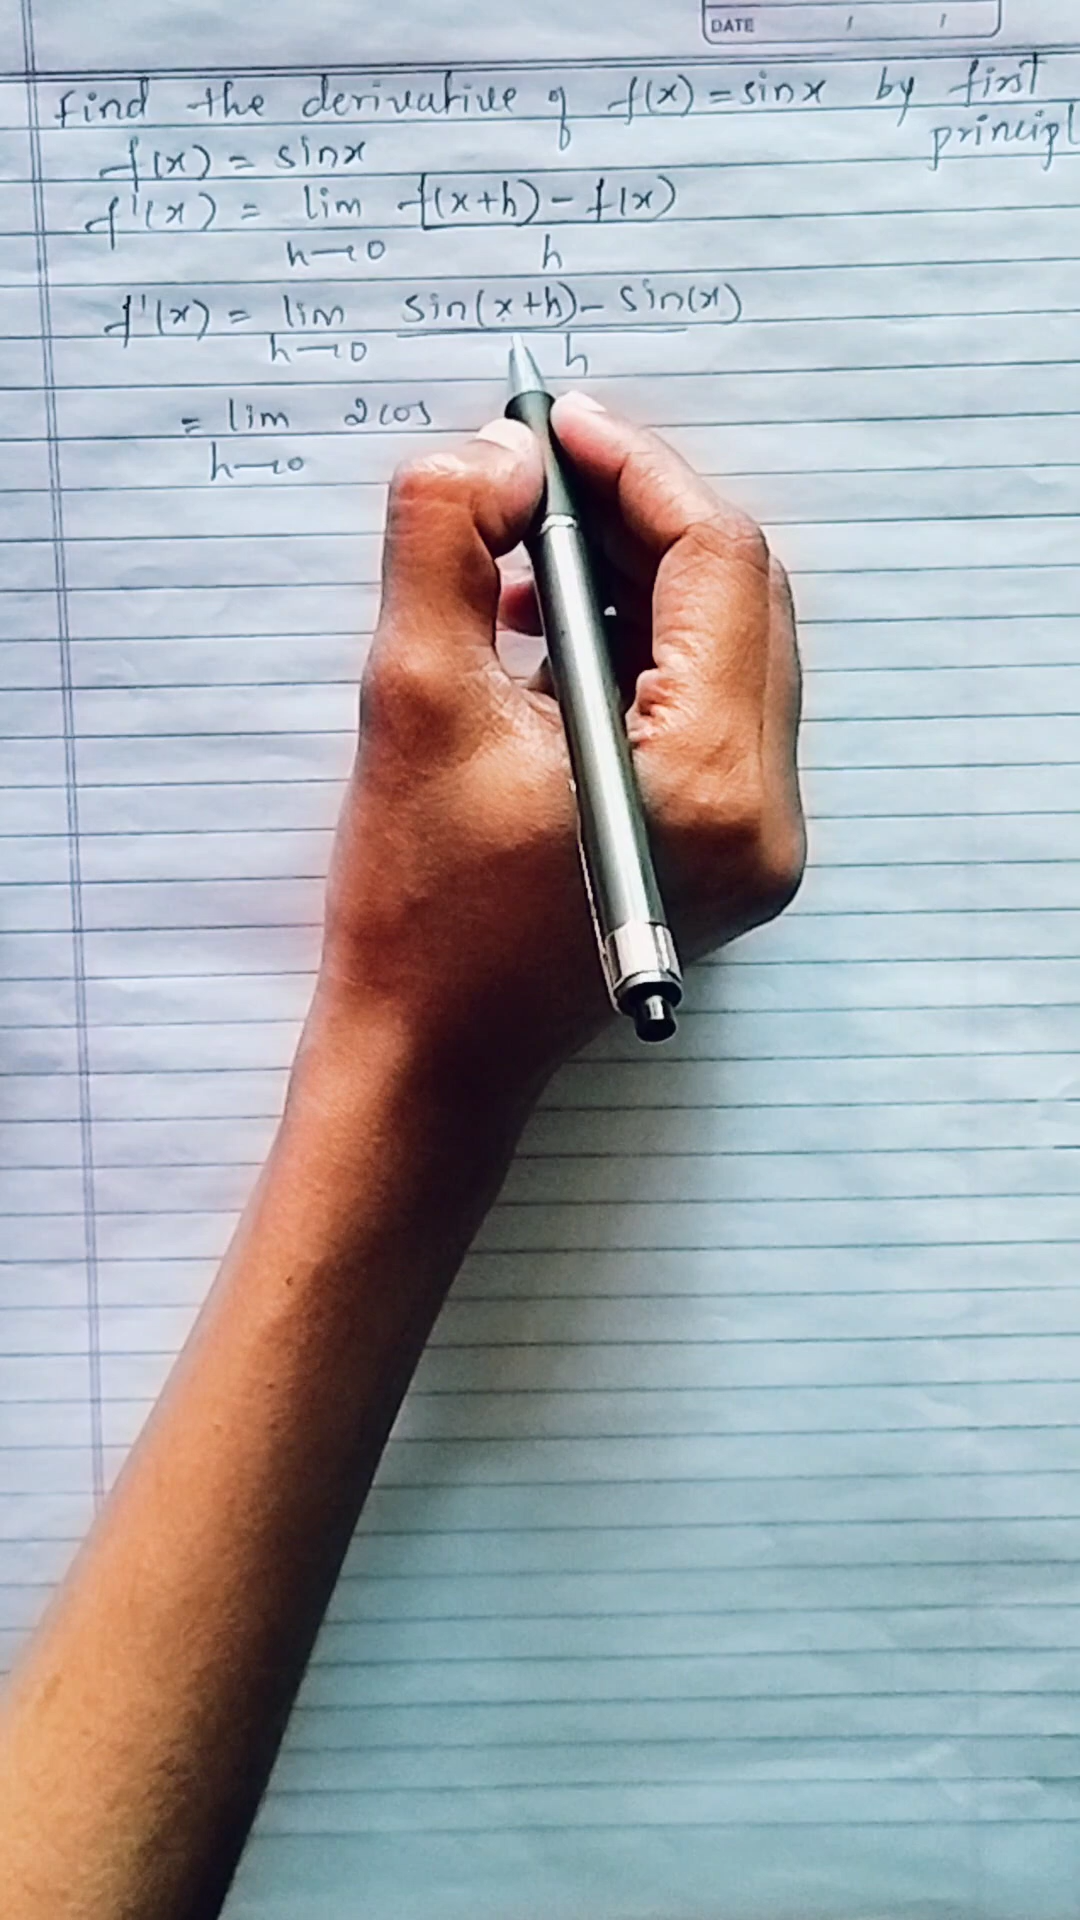 DATE / /
Find the derivative of f(x) = sinx by first
principl
f(x) = sinx
f'(x) = lim f(x+h) - f(x)
h→0 h
f'(x) = lim sin(x+h) - sin(x)
h→0 h
= lim 2cos
h→0